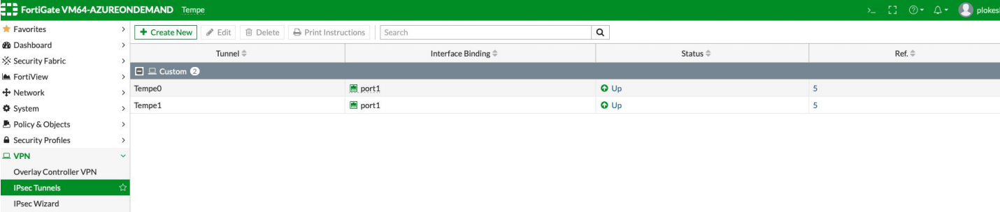 FortiGate VM64-AZUREONDEMAND Tempe
>_ plokes
Favorites
Dashboard
Security Fabric
FortiView
Network
System
Policy & Objects
Security Profiles
VPN
Overlay Controller VPN
IPsec Tunnels
IPsec Wizard
+ Create New Edit Delete Print Instructions Search
Tunnel Interface Binding Status Ref.
Custom 2
Tempe0 port1 Up 5
Tempe1 port1 Up 5